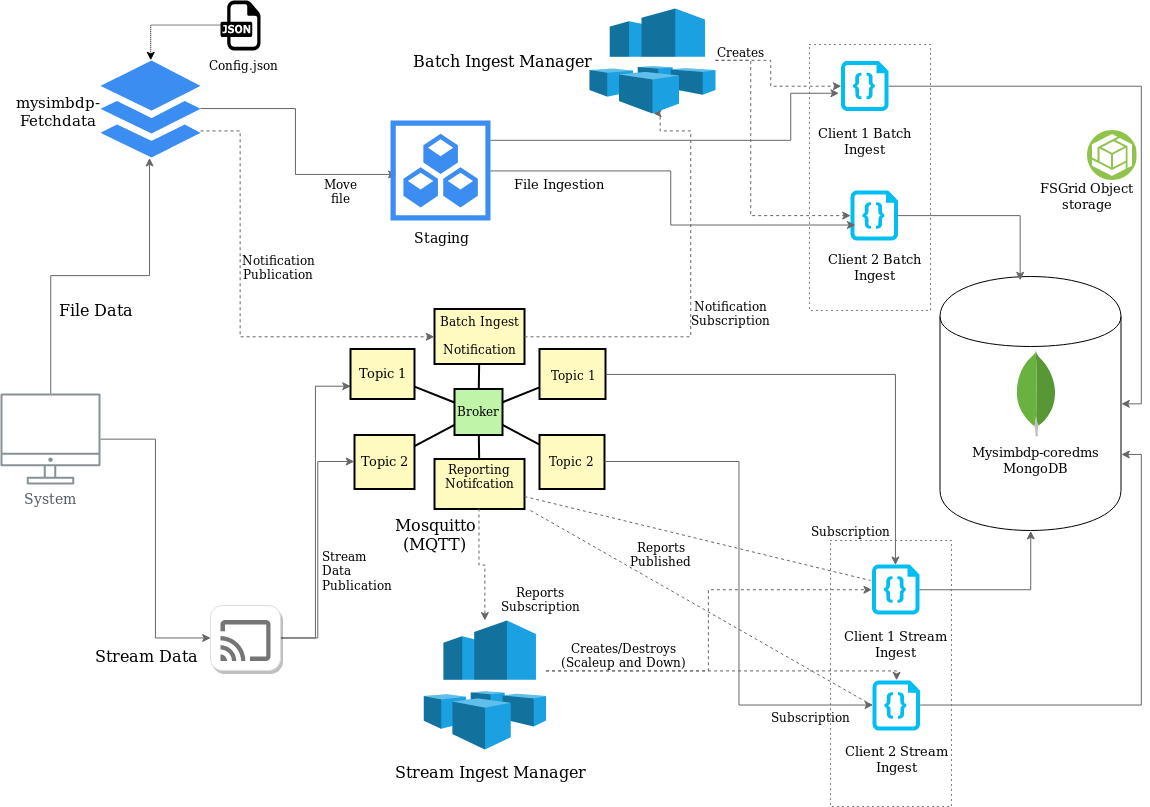 JSON
Config.json
Batch Ingest Manager
Creates
mysimbdp-
Fetchdata
Client 1 Batch
Ingest
Move
file
File Ingestion
FSGrid Object
storage
Staging
Client 2 Batch
Ingest
Notification
Publication
File Data
Notification
Subscription
Batch Ingest
Notification
Topic 1
Topic 1
Broker
Topic 2
Topic 2
Reporting
Notifcation
Mysimbdp-coredms
MongoDB
System
Mosquitto
(MQTT)
Subscription
Stream
Data
Publication
Reports
Published
Reports
Subscription
Stream Data
Client 1 Stream
Ingest
Creates/Destroys
(Scaleup and Down)
Subscription
Client 2 Stream
Ingest
Stream Ingest Manager